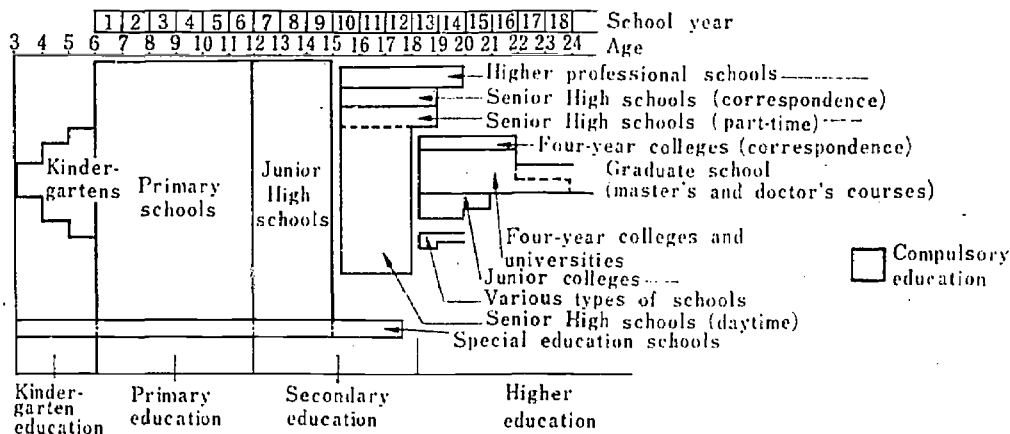 1 2 3 4 5 6 7 8 9 10 11 12 13 14 15 16 17 18 School year
3 4 5 6 7 8 9 10 11 12 13 14 15 16 17 18 19 20 21 22 23 24 Age
Higher professional schools
Senior High schools (correspondence)
Senior High schools (part-time)
Four-year colleges (correspondence)
Graduate school
(master's and doctor's courses)
Kinder-
gartens
Primary
schools
Junior
High
schools
Four-year colleges and
universities
Junior colleges
Various types of schools
Senior High schools (daytime)
Special education schools
Compulsory
education
Kinder-
garten
education
Primary
education
Secondary
education
Higher
education